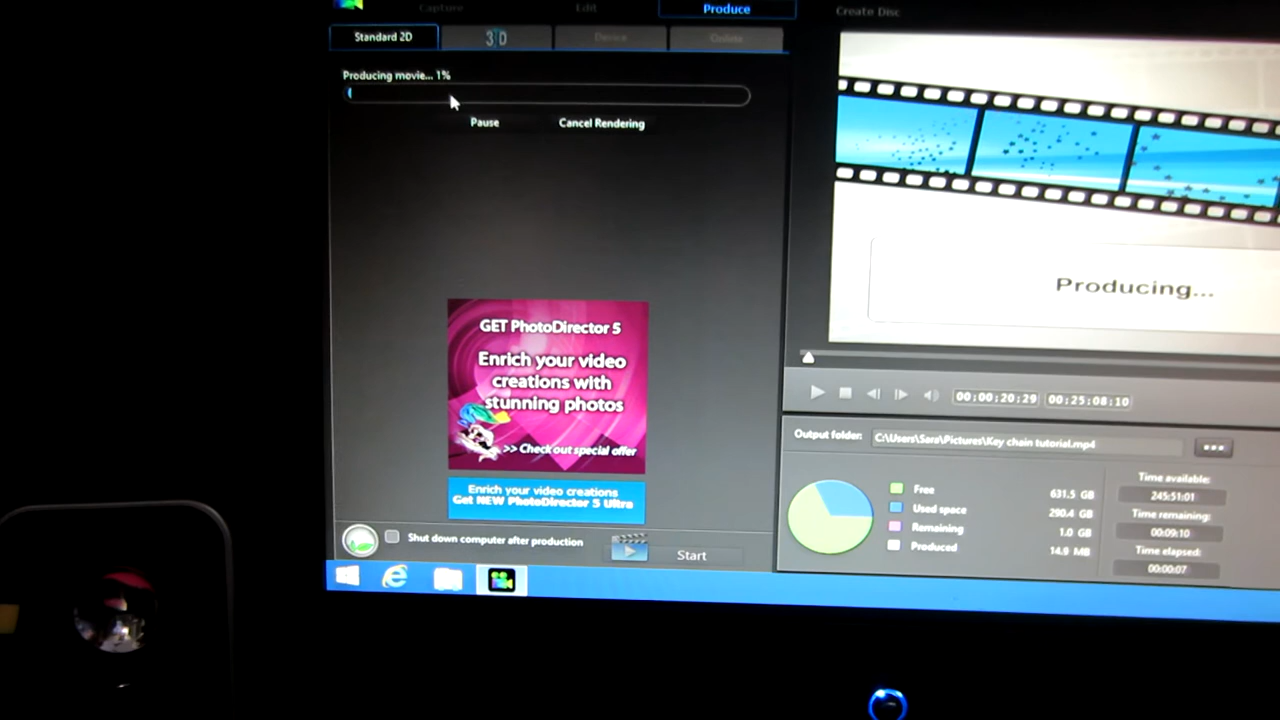 Capture
Edit
Produce
Create Disc
Standard 2D
3D
Device
Online
Producing movie... 1%
Pause
Cancel Rendering
Producing...
GET PhotoDirector 5
Enrich your video
creations with
stunning photos
>> Check out special offer
Enrich your video creations
Get NEW PhotoDirector 5 Ultra
00:00:20:29
00:25:08:10
Output folder:
C:\Users\Sara\Pictures\Key chain tutorial.mp4
Free
631.5 GB
Used space
290.4 GB
Remaining
1.0 GB
Produced
14.9 MB
Time available:
245:51:01
Time remaining:
00:09:10
Time elapsed:
00:00:07
Shut down computer after production
Start